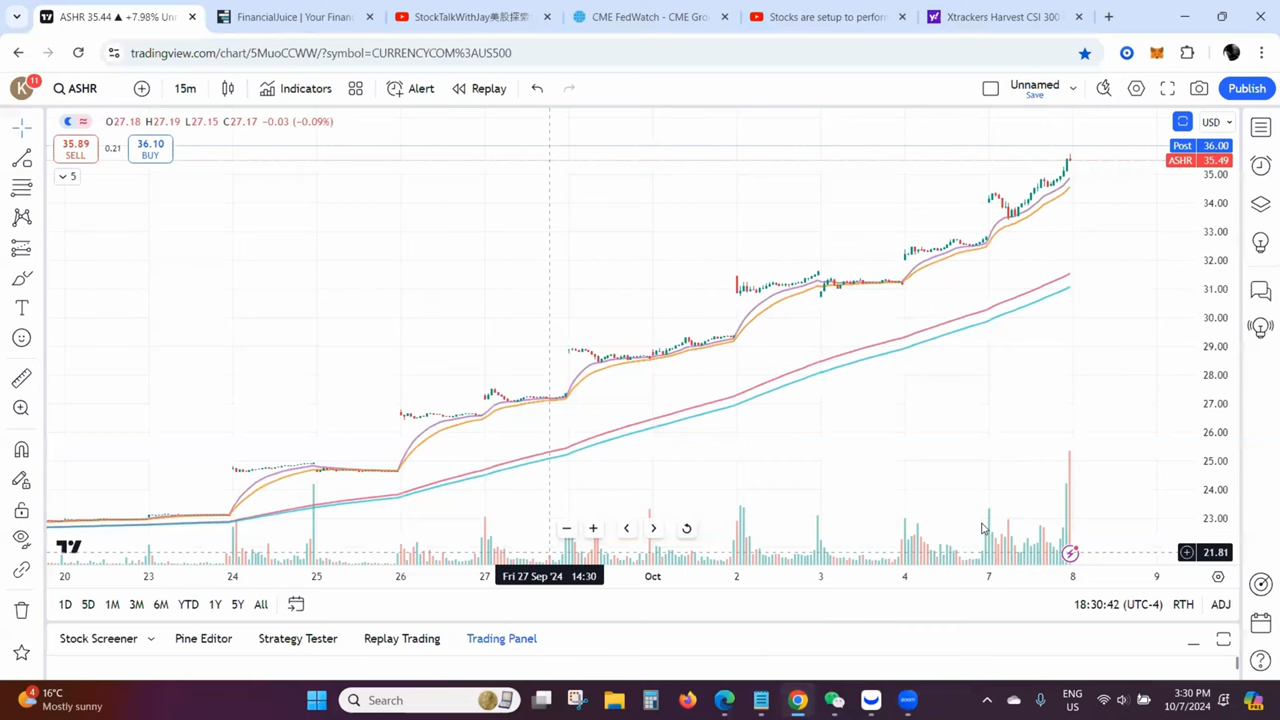 ASHR 35.44 ▲ +7.98% Unn
FinancialJuice | Your Finan
StockTalkWithJay美股探索
CME FedWatch - CME Gro
Stocks are setup to perforn
Xtrackers Harvest CSI 300
tradingview.com/chart/5MuoCCWW/?symbol=CURRENCYCOM%3AUS500
K 11
ASHR
15m
Indicators
Alert
Replay
Unnamed
Save
Publish
O27.18 H27.19 L27.15 C27.17 -0.03 (-0.09%)
USD
35.89
SELL
0.21
36.10
BUY
5
Post 36.00
ASHR 35.49
35.00
34.00
33.00
32.00
31.00
30.00
29.00
28.00
27.00
26.00
25.00
24.00
23.00
21.81
20 23 24 25 26 27 Fri 27 Sep '24 14:30 Oct 2 3 4 7 8 9
1D 5D 1M 3M 6M YTD 1Y 5Y All
18:30:42 (UTC-4) RTH ADJ
Stock Screener Pine Editor Strategy Tester Replay Trading Trading Panel
4
16°C
Mostly sunny
Search
ENG
US
3:30 PM
10/7/2024